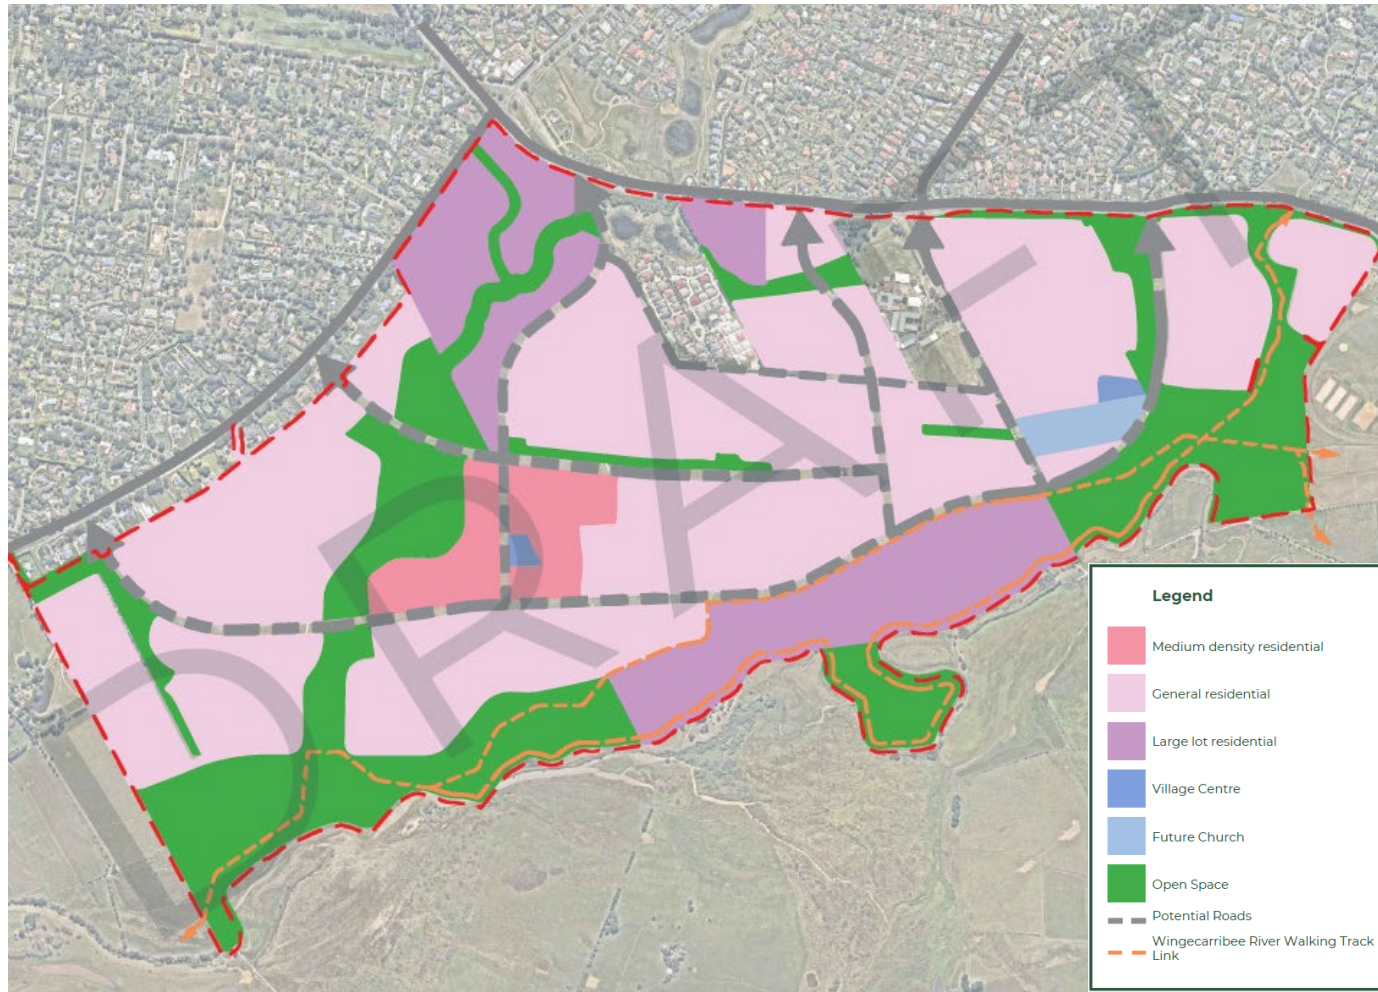 DRAFT
Legend
Medium density residential
General residential
Large lot residential
Village Centre
Future Church
Open Space
Potential Roads
Wingecarribee River Walking Track
Link